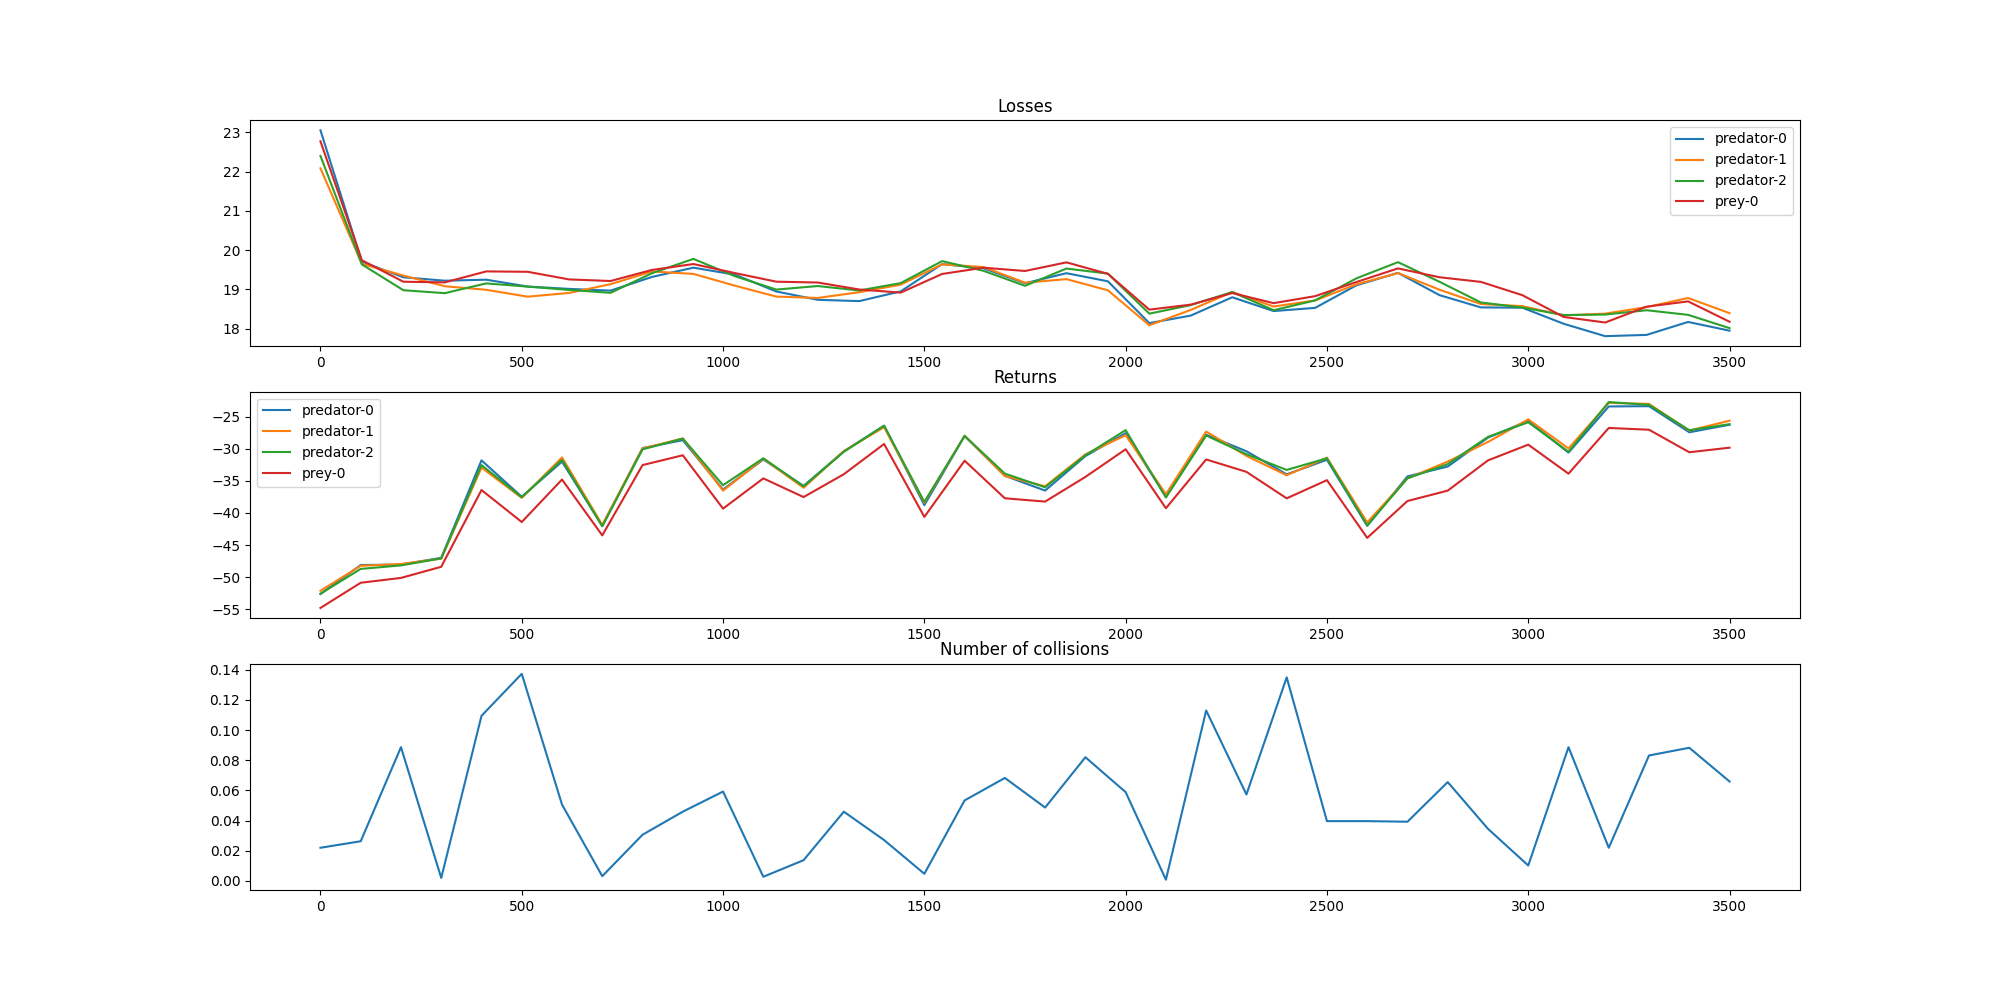 Losses
23
22
21
20
19
18
predator-0
predator-1
predator-2
prey-0
0 500 1000 1500 2000 2500 3000 3500
Returns
−25
−30
−35
−40
−45
−50
−55
predator-0
predator-1
predator-2
prey-0
0 500 1000 1500 2000 2500 3000 3500
Number of collisions
0.14
0.12
0.10
0.08
0.06
0.04
0.02
0.00
0 500 1000 1500 2000 2500 3000 3500